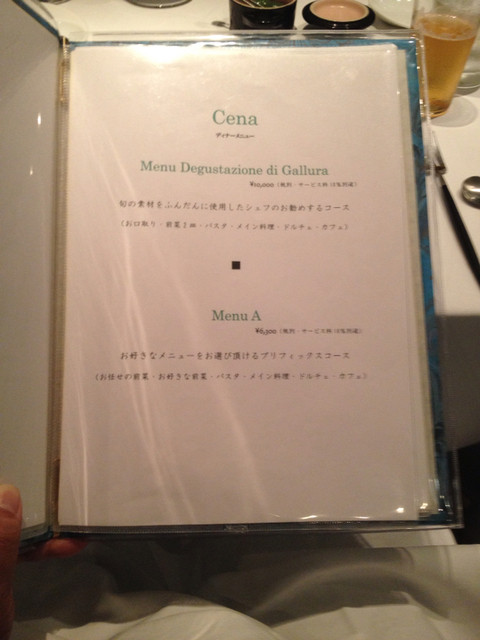 Cena
ディナーメニュー
Menu Degustazione di Gallura
¥10,000（税別・サービス料10%別途）
旬の素材をふんだんに使用したシェフのお勧めするコース
（お口取り・前菜2皿・パスタ・メイン料理・ドルチェ・カフェ）
■
Menu A
¥6,300（税別・サービス料10%別途）
お好きなメニューをお選び頂けるプリフィックスコース
（お任せの前菜・お好きな前菜・パスタ・メイン料理・ドルチェ・カフェ）